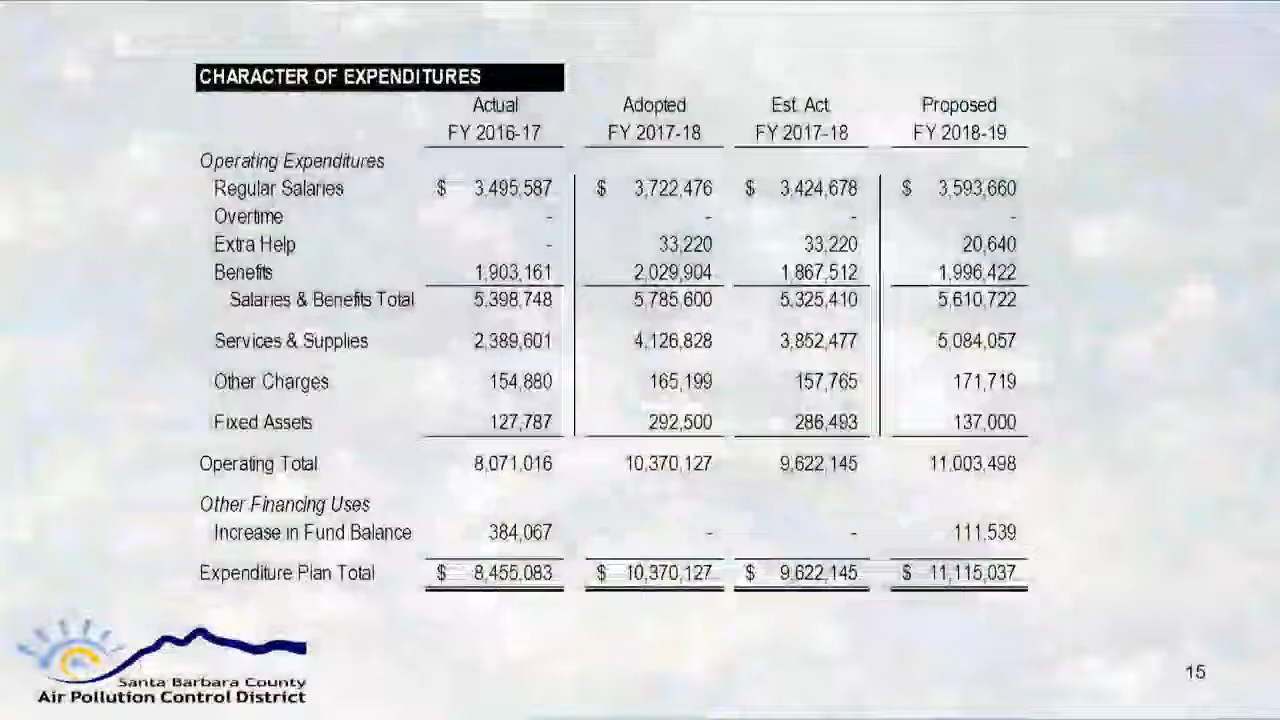 CHARACTER OF EXPENDITURES
Actual Adopted Est. Act. Proposed
FY 2016-17 FY 2017-18 FY 2017-18 FY 2018-19
Operating Expenditures
Regular Salaries $ 3,495,587 $ 3,722,476 $ 3,424,678 $ 3,593,660
Overtime - - - -
Extra Help - 33,220 33,220 20,640
Benefits 1,903,161 2,029,904 1,867,512 1,996,422
Salaries & Benefits Total 5,398,748 5,785,600 5,325,410 5,610,722
Services & Supplies 2,389,601 4,126,828 3,852,477 5,084,057
Other Charges 154,880 165,199 157,765 171,719
Fixed Assets 127,787 292,500 286,493 137,000
Operating Total 8,071,016 10,370,127 9,622,145 11,003,498
Other Financing Uses
Increase in Fund Balance 384,067 - - 111,539
Expenditure Plan Total $ 8,455,083 $ 10,370,127 $ 9,622,145 $ 11,115,037
Santa Barbara County
Air Pollution Control District
15